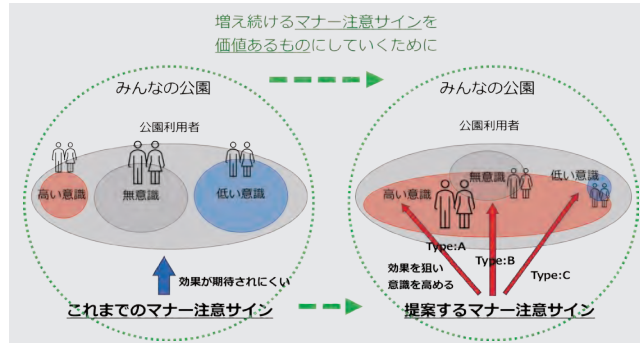 増え続けるマナー注意サインを
価値あるものにしていくために
みんなの公園
公園利用者
高い意識
無意識
低い意識
効果が期待されにくい
これまでのマナー注意サイン
みんなの公園
公園利用者
無意識
低い意識
高い意識
Type:A
Type:B
Type:C
効果を狙い
意識を高める
提案するマナー注意サイン